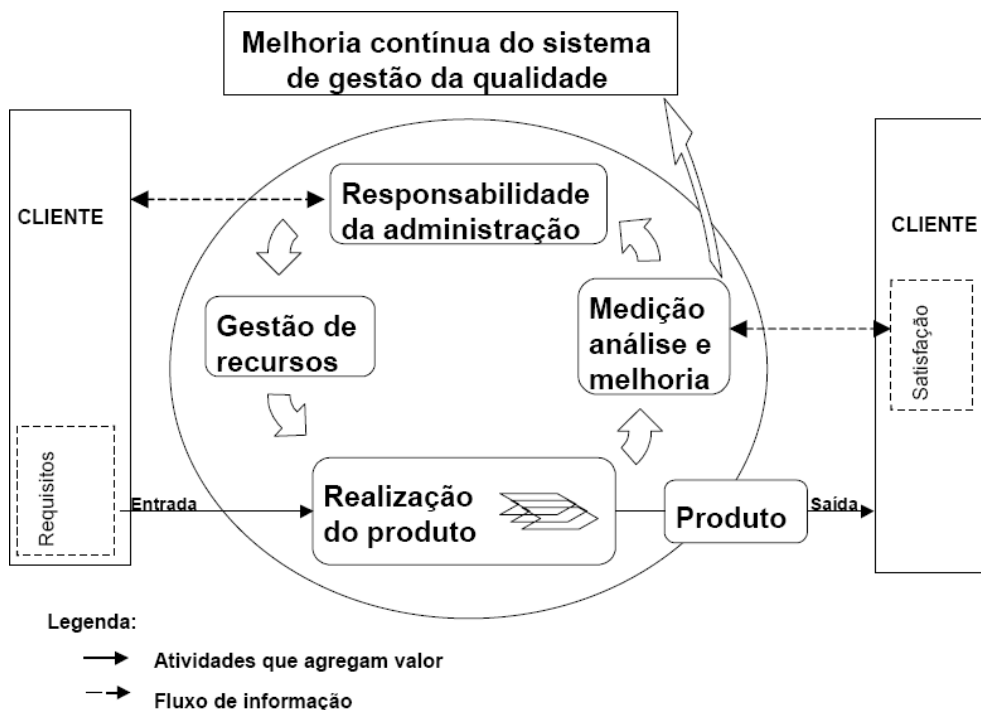 Melhoria contínua do sistema
de gestão da qualidade
CLIENTE
Responsabilidade
da administração
CLIENTE
Gestão de
recursos
Medição
análise e
melhoria
Satisfação
Requisitos
Entrada
Realização
do produto
Produto
Saída
Legenda:
Atividades que agregam valor
Fluxo de informação